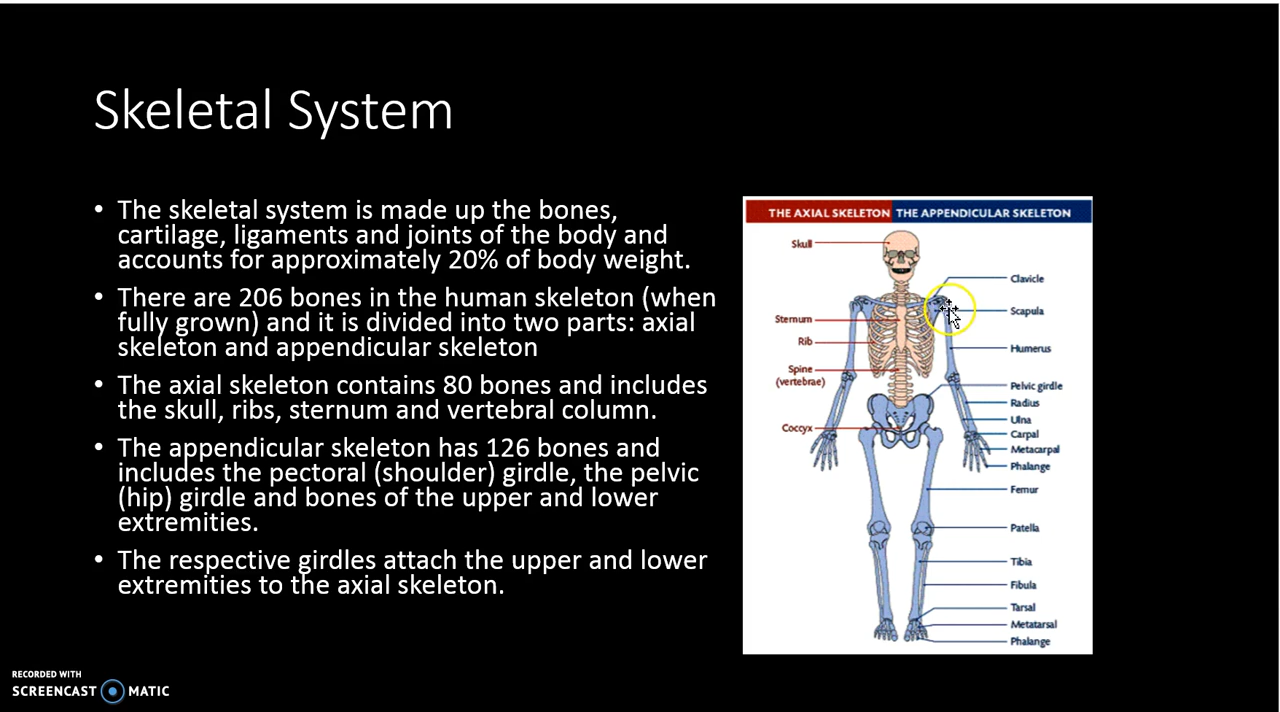 Skeletal System
• The skeletal system is made up the bones,
cartilage, ligaments and joints of the body and
accounts for approximately 20% of body weight.
• There are 206 bones in the human skeleton (when
fully grown) and it is divided into two parts: axial
skeleton and appendicular skeleton
• The axial skeleton contains 80 bones and includes
the skull, ribs, sternum and vertebral column.
• The appendicular skeleton has 126 bones and
includes the pectoral (shoulder) girdle, the pelvic
(hip) girdle and bones of the upper and lower
extremities.
• The respective girdles attach the upper and lower
extremities to the axial skeleton.
THE AXIAL SKELETON THE APPENDICULAR SKELETON
Skull
Sternum
Rib
Spine
(vertebrae)
Coccyx
Clavicle
Scapula
Humerus
Pelvic girdle
Radius
Ulna
Carpal
Metacarpal
Phalange
Femur
Patella
Tibia
Fibula
Tarsal
Metatarsal
Phalange
RECORDED WITH
SCREENCAST MATIC